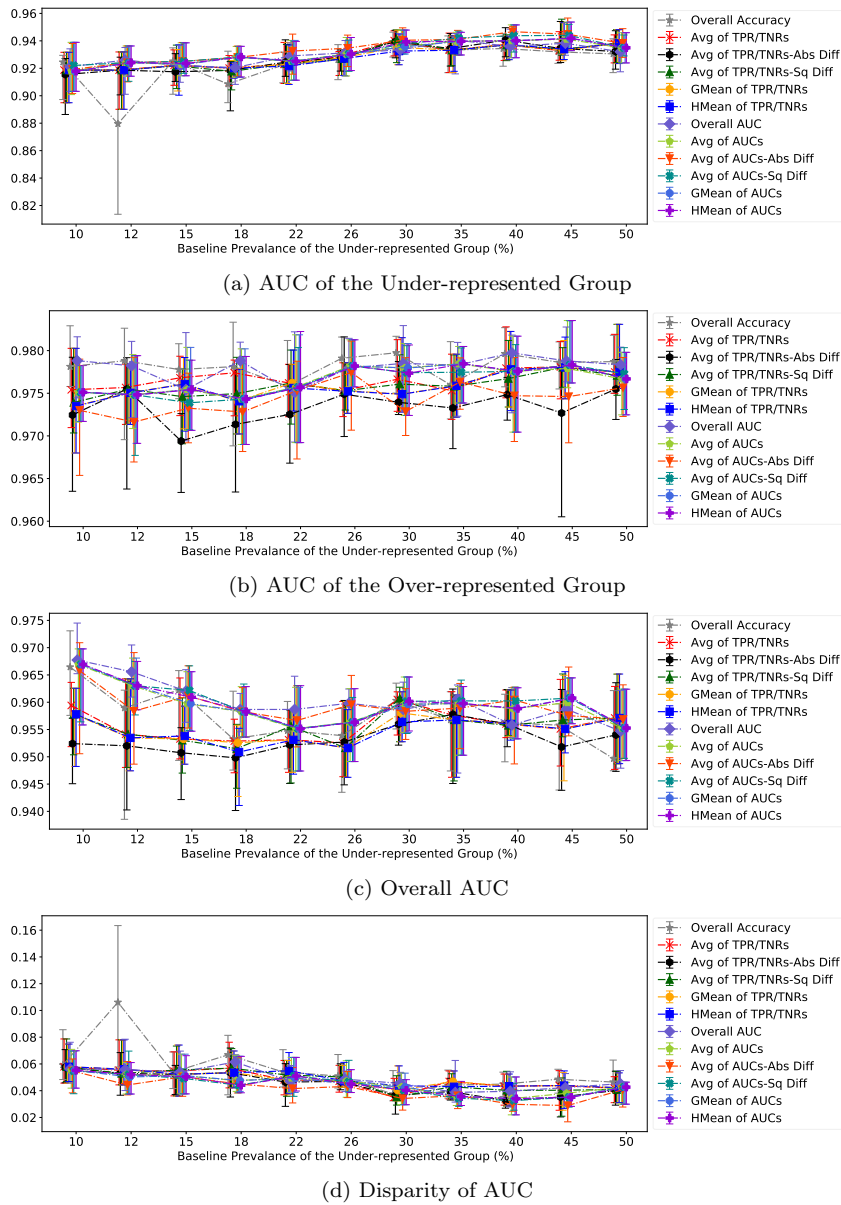 0.96
0.94
0.92
0.90
0.88
0.86
0.84
0.82
10 12 15 18 22 26 30 35 40 45 50
Baseline Prevalance of the Under-represented Group (%)
Overall Accuracy
Avg of TPR/TNRs
Avg of TPR/TNRs-Abs Diff
Avg of TPR/TNRs-Sq Diff
GMean of TPR/TNRs
HMean of TPR/TNRs
Overall AUC
Avg of AUCs
Avg of AUCs-Abs Diff
Avg of AUCs-Sq Diff
GMean of AUCs
HMean of AUCs
(a) AUC of the Under-represented Group
0.980
0.975
0.970
0.965
0.960
10 12 15 18 22 26 30 35 40 45 50
Baseline Prevalance of the Under-represented Group (%)
Overall Accuracy
Avg of TPR/TNRs
Avg of TPR/TNRs-Abs Diff
Avg of TPR/TNRs-Sq Diff
GMean of TPR/TNRs
HMean of TPR/TNRs
Overall AUC
Avg of AUCs
Avg of AUCs-Abs Diff
Avg of AUCs-Sq Diff
GMean of AUCs
HMean of AUCs
(b) AUC of the Over-represented Group
0.975
0.970
0.965
0.960
0.955
0.950
0.945
0.940
10 12 15 18 22 26 30 35 40 45 50
Baseline Prevalance of the Under-represented Group (%)
Overall Accuracy
Avg of TPR/TNRs
Avg of TPR/TNRs-Abs Diff
Avg of TPR/TNRs-Sq Diff
GMean of TPR/TNRs
HMean of TPR/TNRs
Overall AUC
Avg of AUCs
Avg of AUCs-Abs Diff
Avg of AUCs-Sq Diff
GMean of AUCs
HMean of AUCs
(c) Overall AUC
0.16
0.14
0.12
0.10
0.08
0.06
0.04
0.02
10 12 15 18 22 26 30 35 40 45 50
Baseline Prevalance of the Under-represented Group (%)
Overall Accuracy
Avg of TPR/TNRs
Avg of TPR/TNRs-Abs Diff
Avg of TPR/TNRs-Sq Diff
GMean of TPR/TNRs
HMean of TPR/TNRs
Overall AUC
Avg of AUCs
Avg of AUCs-Abs Diff
Avg of AUCs-Sq Diff
GMean of AUCs
HMean of AUCs
(d) Disparity of AUC